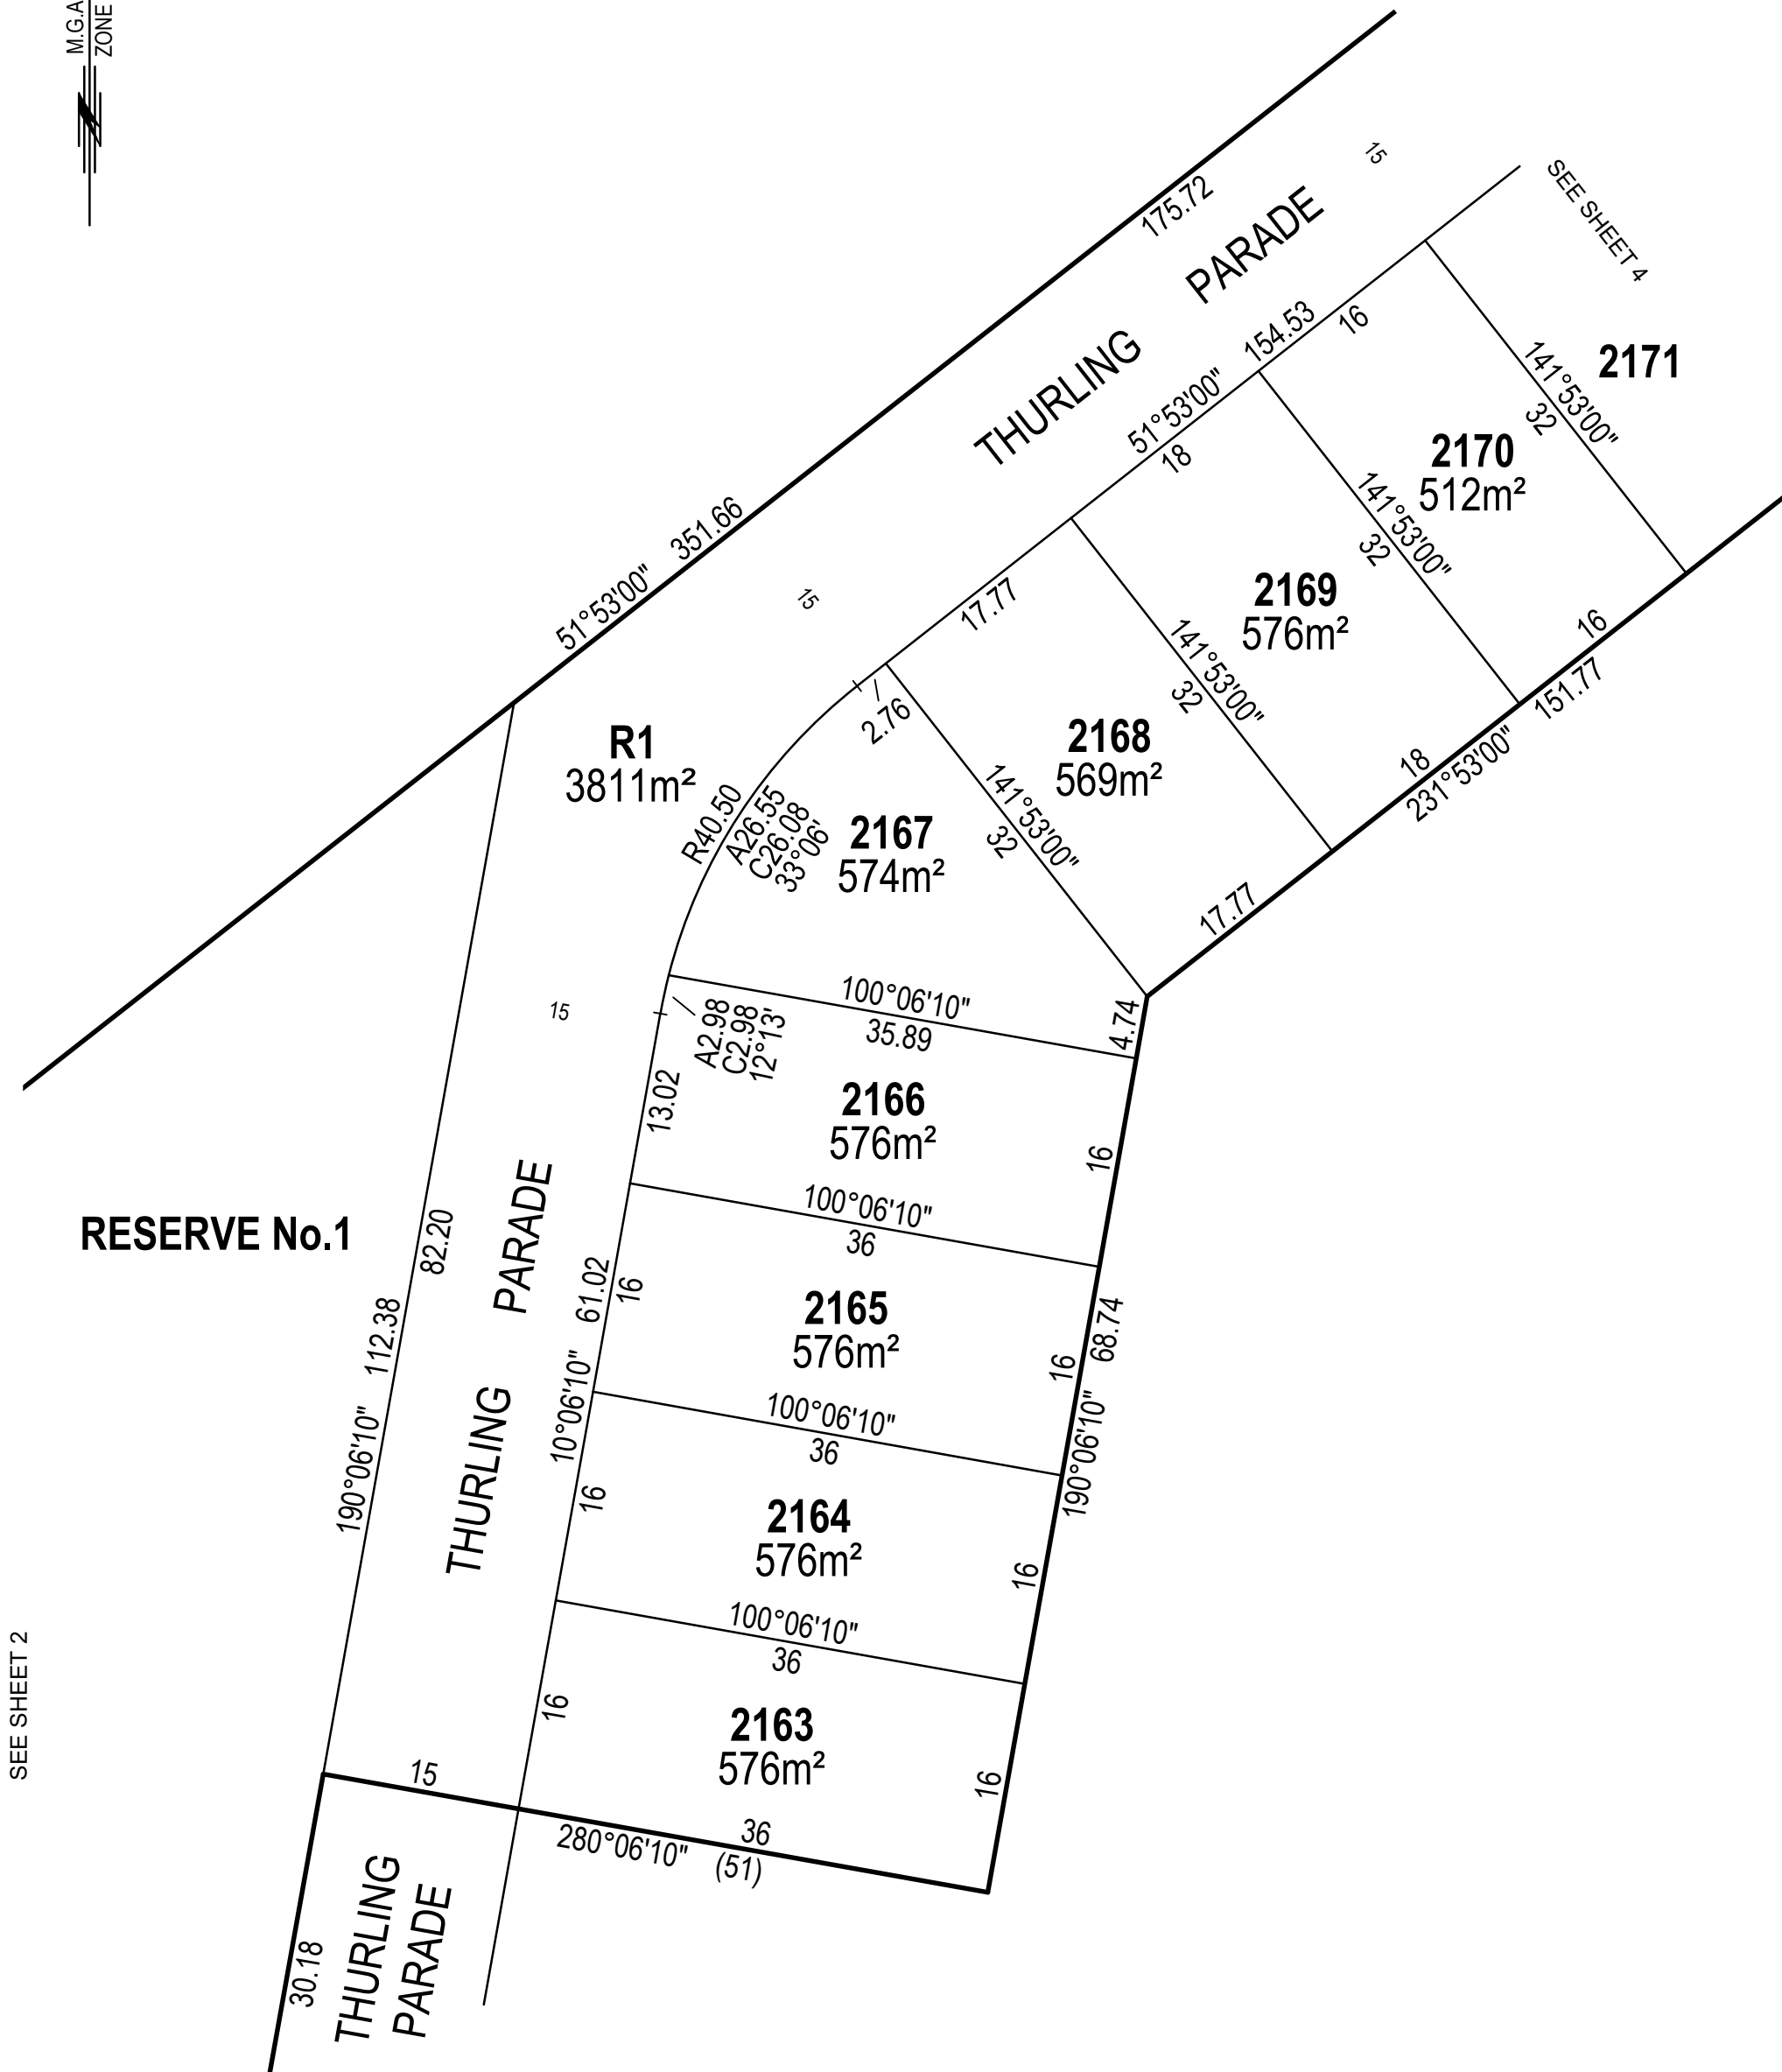 M.G.A
ZONE
175.72
15
SEE SHEET 4
THURLING PARADE
154.53
16
51°53'00"
18
2171
141°53'00"
32
2170
512m²
351.66
51°53'00"
15
17.77
141°53'00"
32
2169
576m²
16
151.77
141°53'00"
32
2.76
R1
3811m²
2168
569m²
18
231°53'00"
R40.50
A26.55
C26.08
33°06'
2167
574m²
141°53'00"
32
17.77
100°06'10"
35.89
4.74
15
A2.98
C2.98
12°13'
13.02
2166
576m²
16
100°06'10"
36
RESERVE No.1
82.20
THURLING PARADE
61.02
16
2165
576m²
68.74
16
112.38
100°06'10"
36
10°06'10"
190°06'10"
190°06'10"
16
2164
576m²
16
100°06'10"
36
SEE SHEET 2
16
2163
576m²
16
15
36
280°06'10" (51)
30.18
THURLING
PARADE